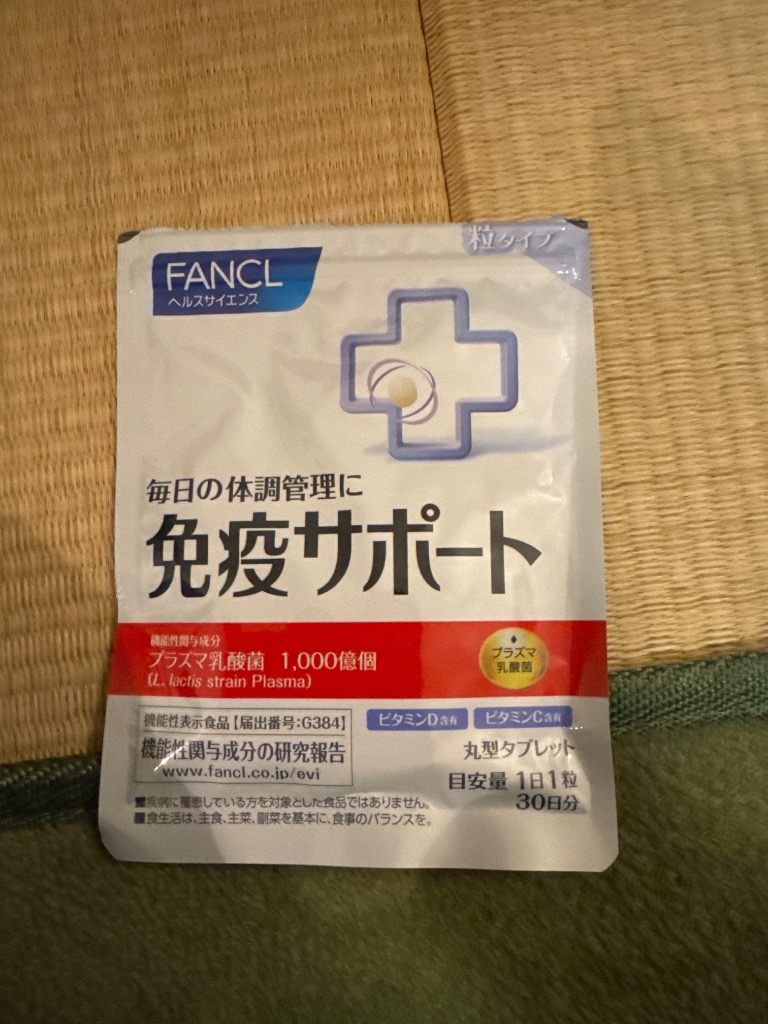 粒タイプ
FANCL
ヘルスサイエンス
毎日の体調管理に
免疫サポート
機能性関与成分
プラズマ乳酸菌 1,000億個
(L. lactis strain Plasma)
プラズマ
乳酸菌
機能性表示食品【届出番号:G384】
機能性関与成分の研究報告
www.fancl.co.jp/evi
ビタミンD含有 ビタミンC含有
丸型タブレット
目安量 1日1粒
30日分
■疾病に罹患している方を対象とした食品ではありません。
■食生活は、主食、主菜、副菜を基本に、食事のバランスを。